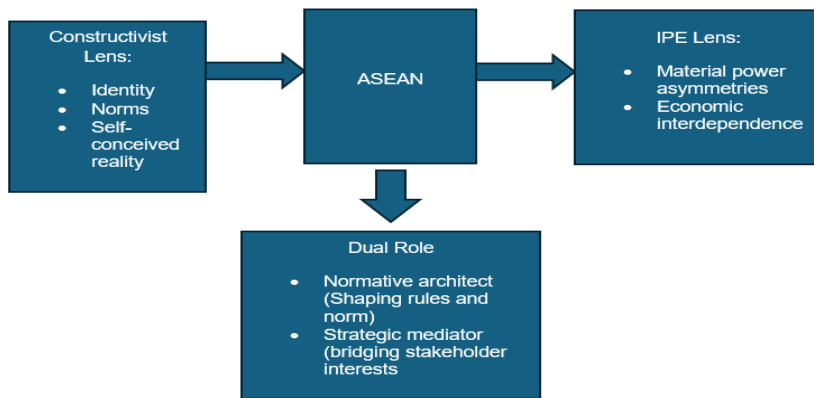 Constructivist
Lens:
• Identity
• Norms
• Self-
conceived
reality
ASEAN
IPE Lens:
• Material power
asymmetries
• Economic
interdependence
Dual Role
• Normative architect
(Shaping rules and
norm)
• Strategic mediator
(bridging stakeholder
interests